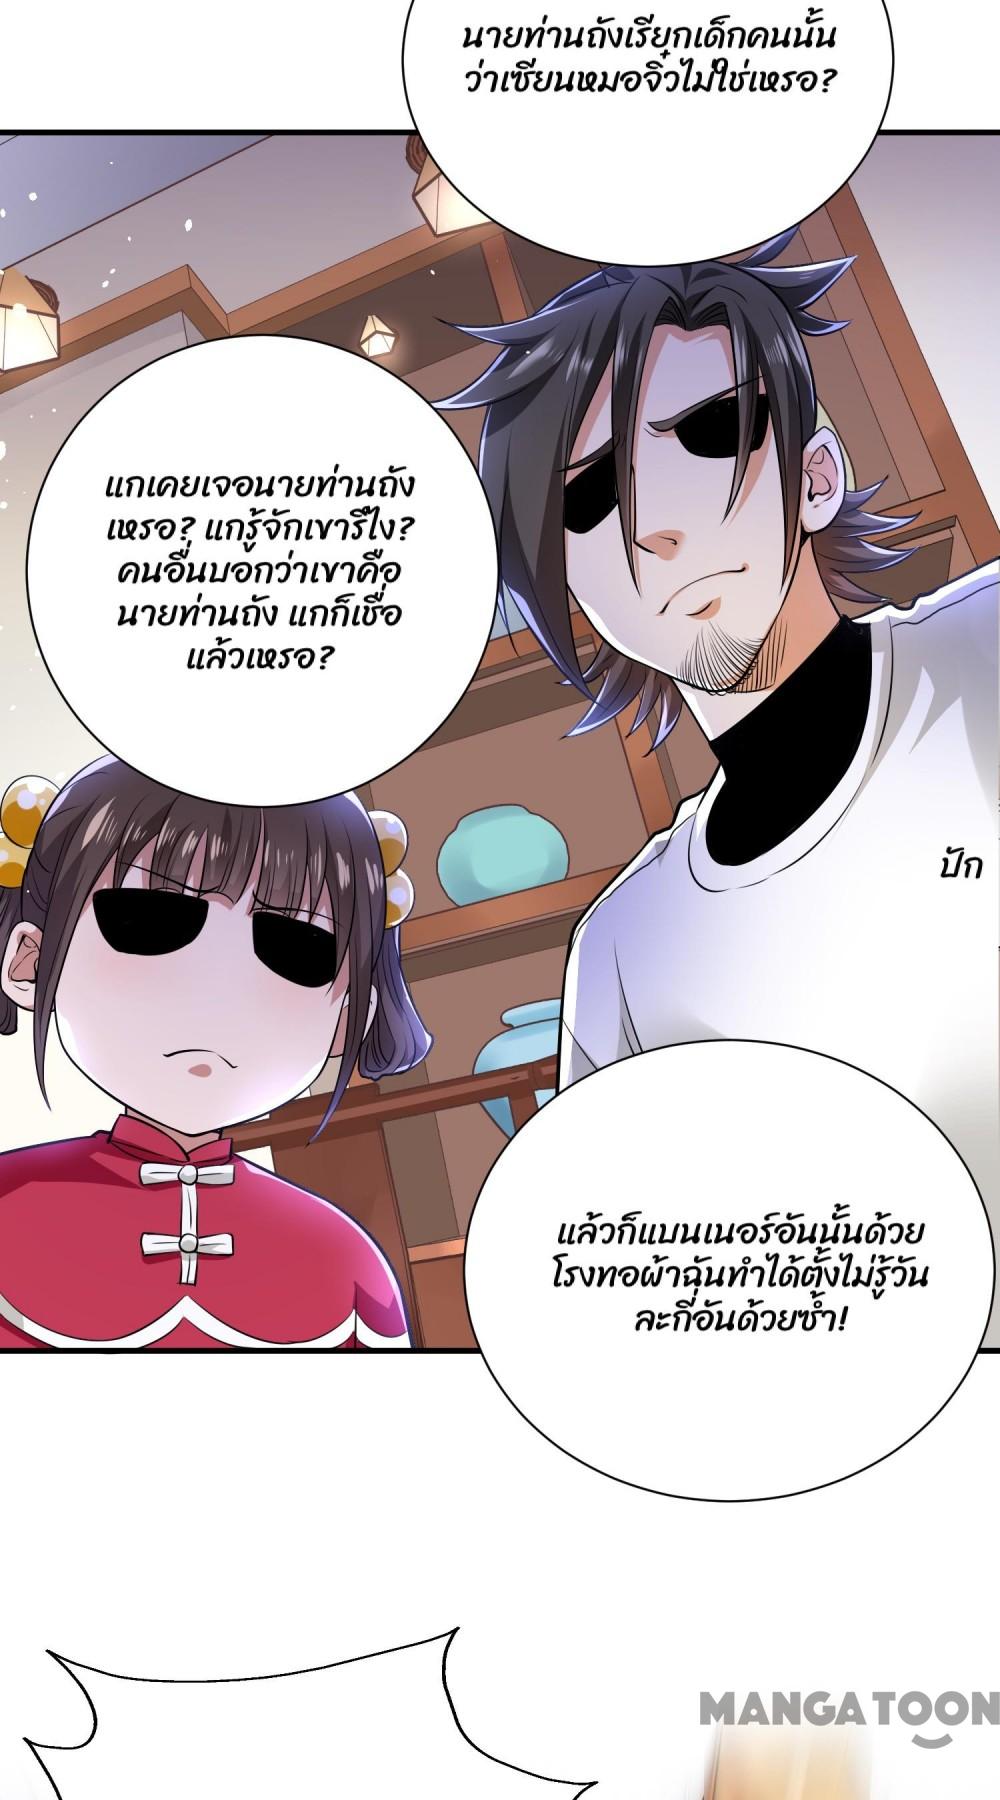 นายท่านถังเรียกเด็กคนนั้น
ว่าเซียนหมอจิ๋วไม่ใช่เหรอ?
แกเคยเจอนายท่านถัง
เหรอ? แกรู้จักเขารึไง?
คนอื่นบอกว่าเขาคือ
นายท่านถัง แกก็เชื่อ
แล้วเหรอ?
ปัก
แล้วก็แบนเนอร์อันนั้นด้วย
โรงทอผ้าฉันทำได้ตั้งไม่รู้วัน
ละกี่อันด้วยซ้ำ!
MANGATOON